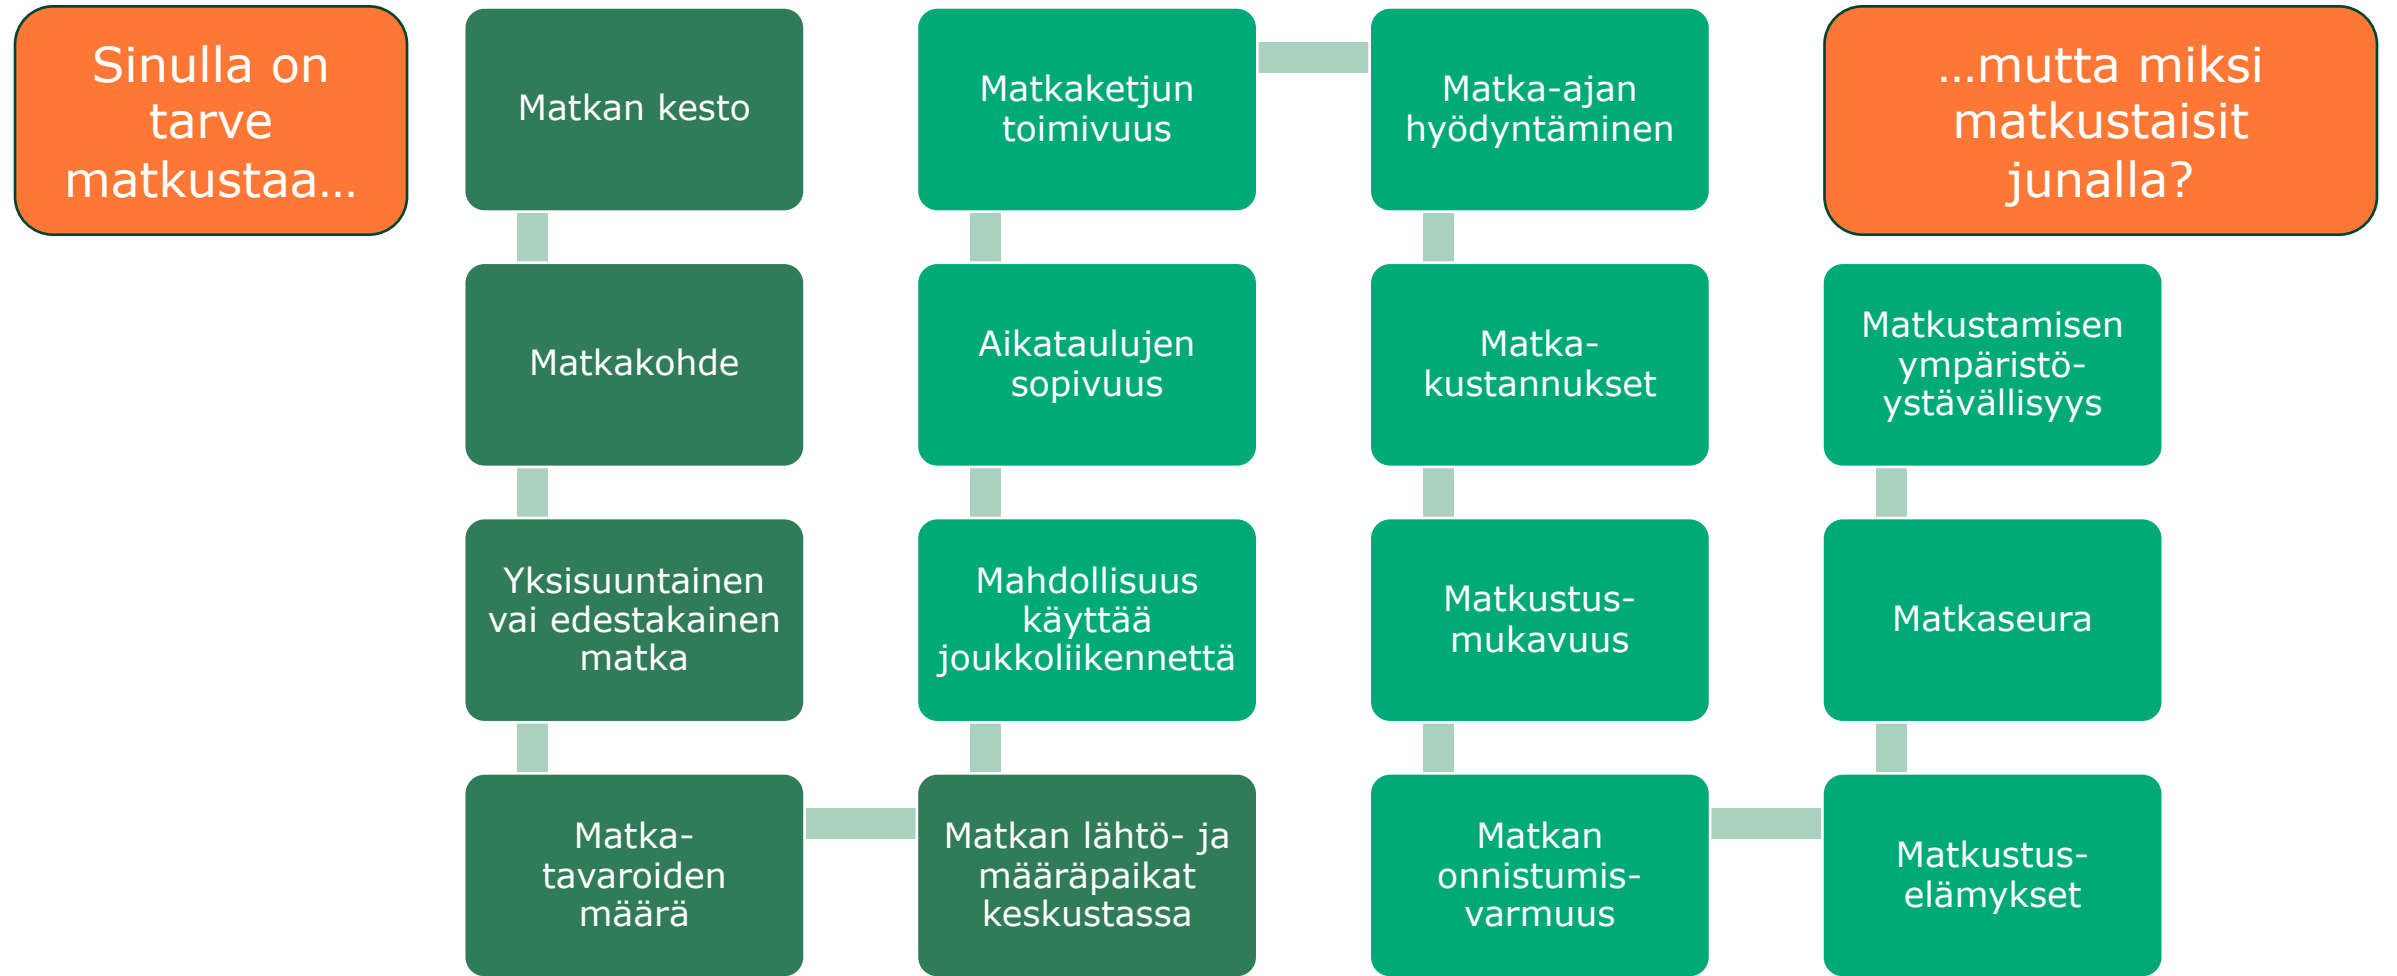 Sinulla on
tarve
matkustaa…
Matkan kesto
Matkakohde
Yksisuuntainen
vai edestakainen
matka
Matka-
tavaroiden
määrä
Matkan lähtö- ja
määräpaikat
keskustassa
Mahdollisuus
käyttää
joukkoliikennettä
Aikataulujen
sopivuus
Matkaketjun
toimivuus
Matka-ajan
hyödyntäminen
Matka-
kustannukset
Matkustus-
mukavuus
Matkan
onnistumis-
varmuus
Matkustus-
elämykset
Matkaseura
Matkustamisen
ympäristö-
ystävällisyys
…mutta miksi
matkustaisit
junalla?